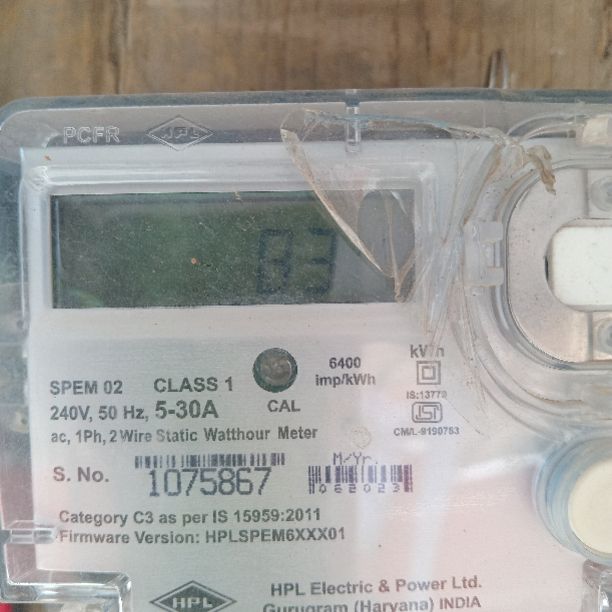 PCFR HPL
83
6400
imp/kWh
kWh
SPEM 02 CLASS 1
240V, 50 Hz, 5-30A
CAL
IS:13779
ac, 1Ph, 2 Wire Static Watthour Meter
CM/L-9190753
S. No. 1075867
M/Yr.
062023
Category C3 as per IS 15959:2011
Firmware Version: HPLSPEM6XXX01
HPL
HPL Electric & Power Ltd.
Gurugram (Haryana) INDIA